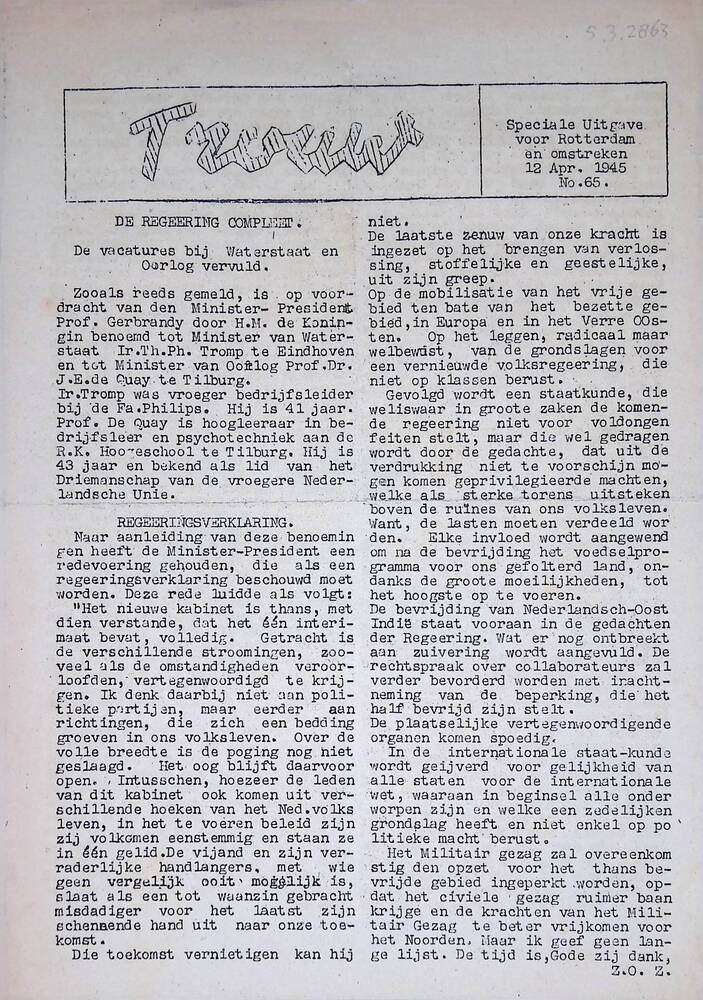 5.3.2863
Trouw
Speciale Uitgave
voor Rotterdam
en omstreken
12 Apr. 1945
No.65.
DE REGEERING COMPLEET.
De vacatures bij Waterstaat en
Oorlog vervuld.
Zooals reeds gemeld, is op voor-
dracht van den Minister- President
Prof. Gerbrandy door H.M. de Konin-
gin benoemd tot Minister van Water-
staat Ir.Th.Ph. Tromp te Eindhoven
en tot Minister van Oorlog Prof.Dr.
J.E.de Quay te Tilburg.
Ir.Tromp was vroeger bedrijfsleider
bij de Fa.Philips. Hij is 41 jaar.
Prof. De Quay is hoogleeraar in be-
drijfsleer en psychotechniek aan de
R.K. Hoogeschool te Tilburg. Hij is
43 jaar en bekend als lid van het
Driemanschap van de vroegere Neder-
landsche Unie.
REGEERINGSVERKLARING.
Naar aanleiding van deze benoemin
gen heeft de Minister-President een
redevoering gehouden, die als een
regeeringsverklaring beschouwd moet
worden. Deze rede luidde als volgt:
"Het nieuwe kabinet is thans, met
dien verstande, dat het één interi-
maat bevat, volledig. Getracht is
de verschillende stroomingen, zoo-
veel als de omstandigheden veroor-
loofden, vertegenwoordigd te krij-
gen. Ik denk daarbij niet aan poli-
tieke partijen, maar eerder aan
richtingen, die zich een bedding
groeven in ons volksleven. Over de
volle breedte is de poging nog niet
geslaagd. Het oog blijft daarvoor
open. Intusschen, hoezeer de leden
van dit kabinet ook komen uit ver-
schillende hoeken van het Ned.volks
leven, in het te voeren beleid zijn
zij volkomen eenstemmig en staan ze
in één gelid.De vijand en zijn ver-
raderlijke handlangers, met wie
geen vergelijk ooit mogelijk is,
slaat als een tot waanzin gebracht
misdadiger voor het laatst zijn
schennende hand uit naar onze toe-
komst.
Die toekomst vernietigen kan hij
niet.
De laatste zenuw van onze kracht is
ingezet op het brengen van verlos-
sing, stoffelijke en geestelijke,
uit zijn greep.
Op de mobilisatie van het vrije ge-
bied ten bate van het bezette ge-
bied,in Europa en in het Verre OOs-
ten. Op het leggen, radicaal maar
welbewust, van de grondslagen voor
een vernieuwde volksregeering, die
niet op klassen berust.
Gevolgd wordt een staatkunde, die
weliswaar in groote zaken de komen-
de regeering niet voor voldongen
feiten stelt, maar die wel gedragen
wordt door de gedachte, dat uit de
verdrukking niet te voorschijn mo-
gen komen geprivilegieerde machten,
welke als sterke torens uitsteken
boven de ruines van ons volksleven.
Want, de lasten moeten verdeeld wor
den. Elke invloed wordt aangewend
om na de bevrijding het voedselpro-
gramma voor ons gefolterd land, on-
danks de groote moeilijkheden, tot
het hoogste op te voeren.
De bevrijding van Nederlandsch-Oost
Indië staat vooraan in de gedachten
der Regeering. Wat er nog ontbreekt
aan zuivering wordt aangevuld. De
rechtspraak over collaborateurs zal
verder bevorderd worden met inacht-
neming van de beperking, die het
half bevrijd zijn stelt.
De plaatselijke vertegenwoordigende
organen komen spoedig.
In de internationale staat-kunde
wordt geijverd voor gelijkheid van
alle staten voor de internationale
wet, waaraan in beginsel alle onder
worpen zijn en welke een zedelijken
grondslag heeft en niet enkel op po
litieke macht berust.
Het Militair gezag zal overeenkom
stig den opzet voor het thans be-
vrijde gebied ingeperkt worden, op-
dat het civiele gezag ruimer baan
krijge en de krachten van het Mili-
tair Gezag te beter vrijkomen voor
het Noorden. Maar ik geef geen lan-
ge lijst. De tijd is,Gode zij dank,
Z.O. Z.